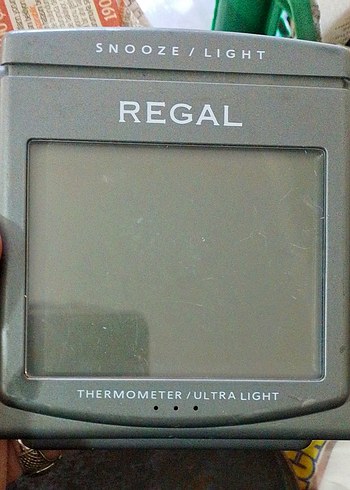 SNOOZE / LIGHT
REGAL
THERMOMETER / ULTRA LIGHT